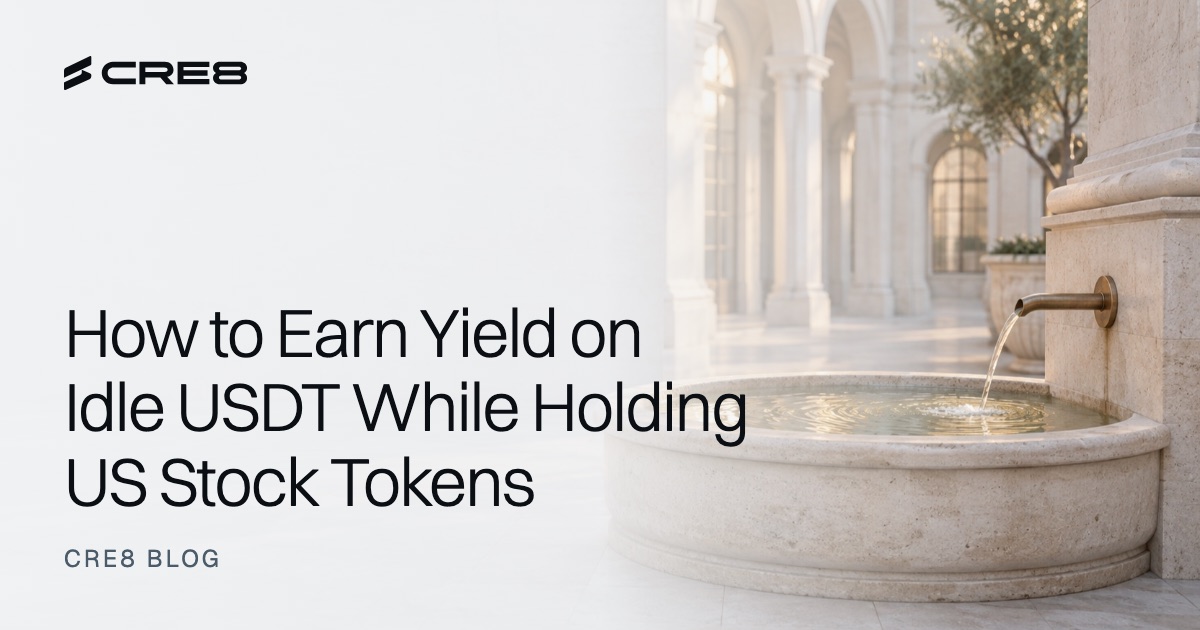 CRE8
How to Earn Yield on
Idle USDT While Holding
US Stock Tokens
CRE8 BLOG